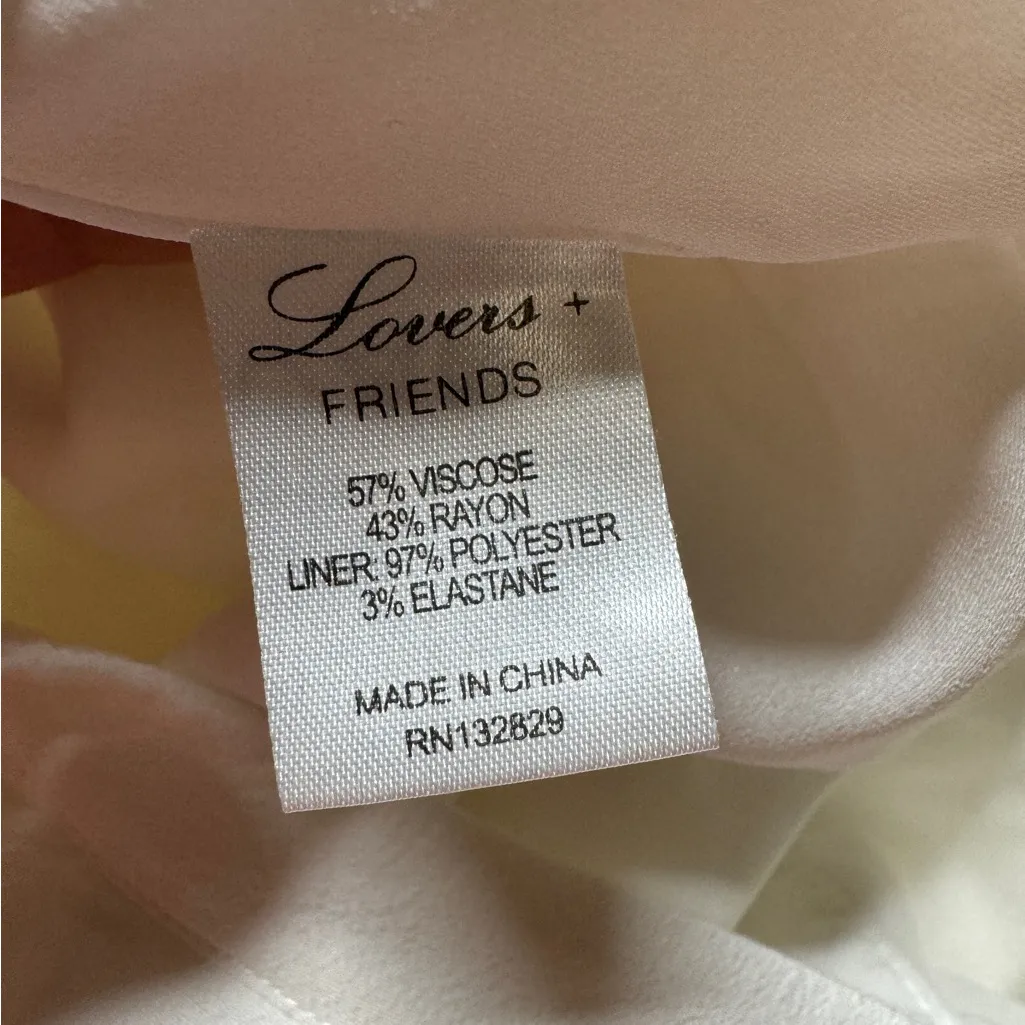 Lovers +
FRIENDS
57% VISCOSE
43% RAYON
LINER: 97% POLYESTER
3% ELASTANE
MADE IN CHINA
RN132829